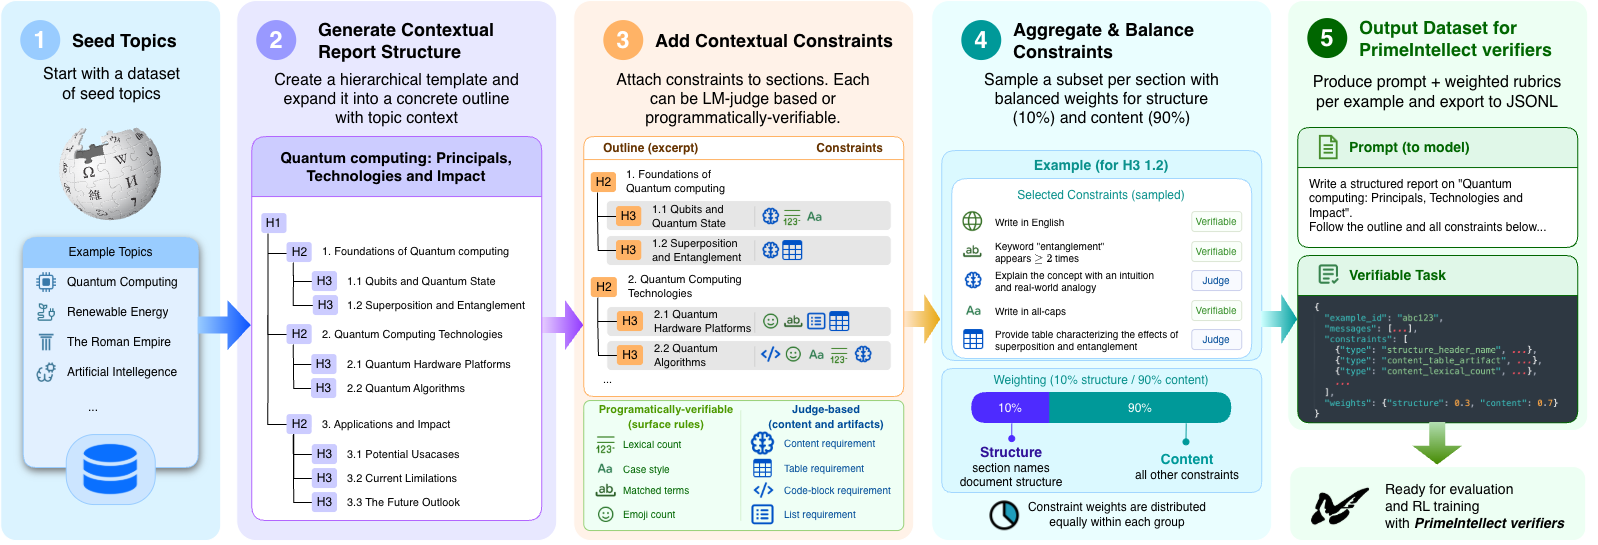 1 Seed Topics
Start with a dataset
of seed topics
Example Topics
Quantum Computing
Renewable Energy
The Roman Empire
Artificial Intellegence
...
2 Generate Contextual
Report Structure
Create a hierarchical template and
expand it into a concrete outline
with topic context
Quantum computing: Principals,
Technologies and Impact
H1
H2 1. Foundations of Quantum computing
H3 1.1 Qubits and Quantum State
H3 1.2 Superposition and Entanglement
H2 2. Quantum Computing Technologies
H3 2.1 Quantum Hardware Platforms
H3 2.2 Quantum Algorithms
H2 3. Applications and Impact
H3 3.1 Potential Usacases
H3 3.2 Current Limilations
H3 3.3 The Future Outlook
3 Add Contextual Constraints
Attach constraints to sections. Each
can be LM-judge based or
programmatically-verifiable.
Outline (excerpt) Constraints
H2 1. Foundations of
Quantum computing
H3 1.1 Qubits and
Quantum State
123- Aa
H3 1.2 Superposition
and Entanglement
H2 2. Quantum Computing
Technologies
H3 2.1 Quantum
Hardware Platforms
ab
H3 2.2 Quantum
Algorithms
</> Aa 123-
...
Programatically-verifiable
(surface rules)
123- Lexical count
Aa Case style
ab Matched terms
Emoji count
Judge-based
(content and artifacts)
Content requirement
Table requirement
</> Code-block requirement
List requirement
4 Aggregate & Balance
Constraints
Sample a subset per section with
balanced weights for structure
(10%) and content (90%)
Example (for H3 1.2)
Selected Constraints (sampled)
Write in English Verifiable
ab Keyword "entanglement"
appears ≥ 2 times
Verifiable
Explain the concept with an intuition
and real-world analogy
Judge
Aa Write in all-caps Verifiable
Provide table characterizing the effects of
superposition and entanglement
Judge
Weighting (10% structure / 90% content)
10% 90%
Structure
section names
document structure
Content
all other constraints
Constraint weights are distributed
equally within each group
5 Output Dataset for
PrimeIntellect verifiers
Produce prompt + weighted rubrics
per example and export to JSONL
Prompt (to model)
Write a structured report on "Quantum
computing: Principals, Technologies and
Impact".
Follow the outline and all constraints below...
Verifiable Task
{
"example_id": "abc123",
"messages": [...],
"constraints": [
{"type": "structure_header_name", ...},
{"type": "content_table_artifact", ...},
{"type": "content_lexical_count", ...},
...
],
"weights": {"structure": 0.3, "content": 0.7}
}
Ready for evaluation
and RL training
with PrimeIntellect verifiers